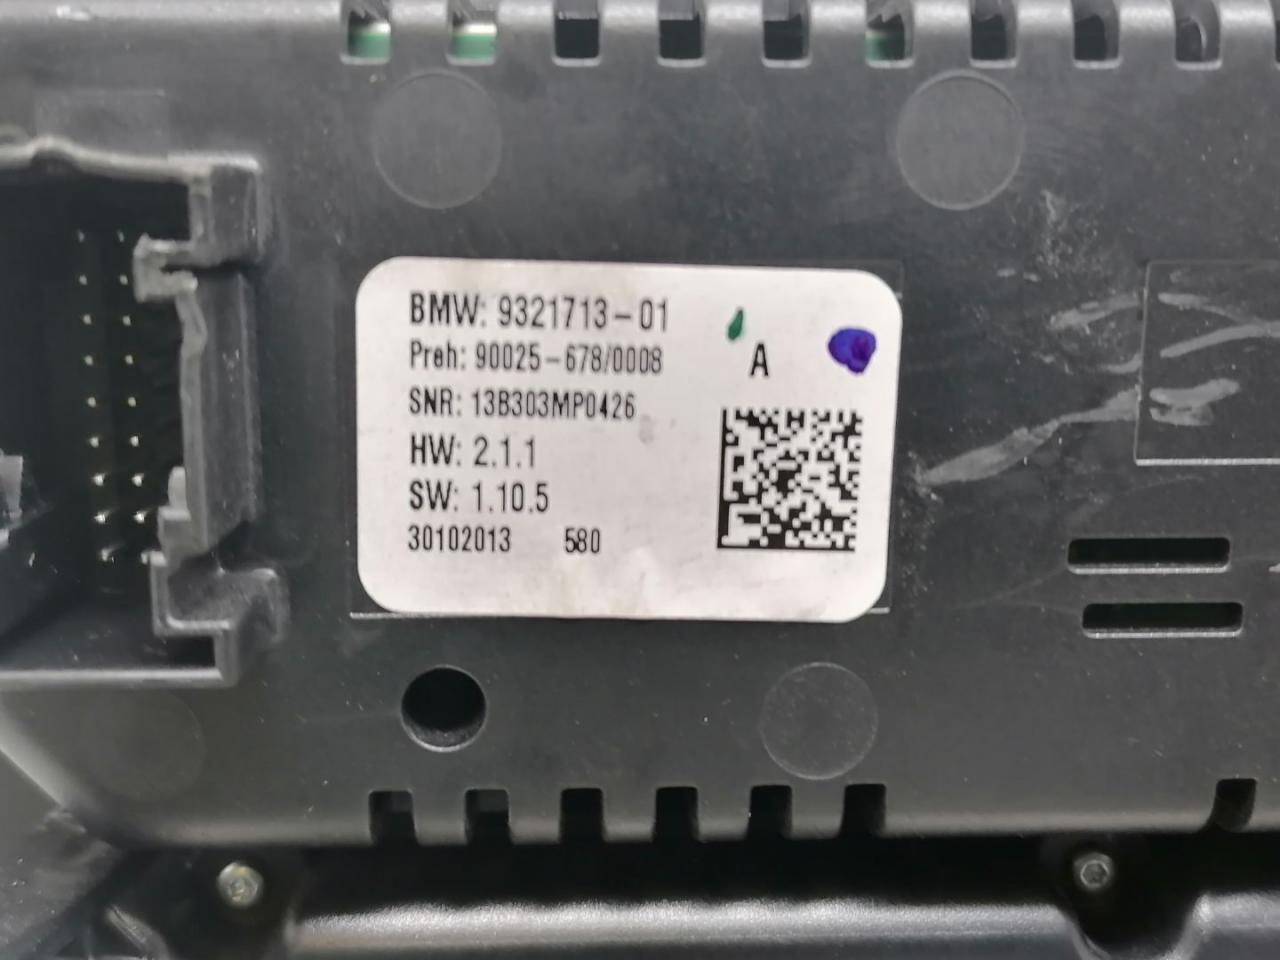 BMW: 9321713-01
Preh: 90025-678/0008
A
SNR: 13B303MP0426
HW: 2.1.1
SW: 1.10.5
30102013 580